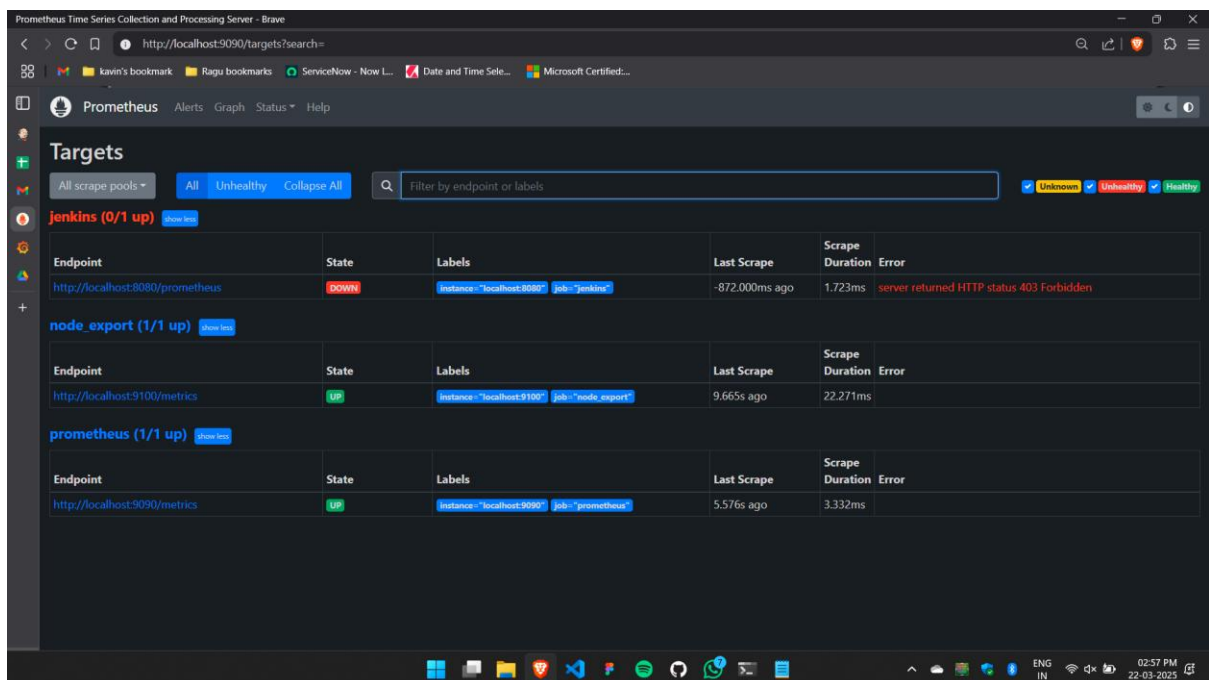 Prometheus Time Series Collection and Processing Server - Brave
http://localhost:9090/targets?search=
kavin's bookmark Ragu bookmarks ServiceNow - Now L... Date and Time Sele... Microsoft Certified:...
Prometheus Alerts Graph Status Help
Targets
All scrape pools All Unhealthy Collapse All Filter by endpoint or labels Unknown Unhealthy Healthy
jenkins (0/1 up) show less
Endpoint State Labels Last Scrape Scrape Duration Error
http://localhost:8080/prometheus DOWN instance="localhost:8080" job="jenkins" -872.000ms ago 1.723ms server returned HTTP status 403 Forbidden
node_export (1/1 up) show less
Endpoint State Labels Last Scrape Scrape Duration Error
http://localhost:9100/metrics UP instance="localhost:9100" job="node_export" 9.665s ago 22.271ms
prometheus (1/1 up) show less
Endpoint State Labels Last Scrape Scrape Duration Error
http://localhost:9090/metrics UP instance="localhost:9090" job="prometheus" 5.576s ago 3.332ms
ENG IN 02:57 PM
22-03-2025